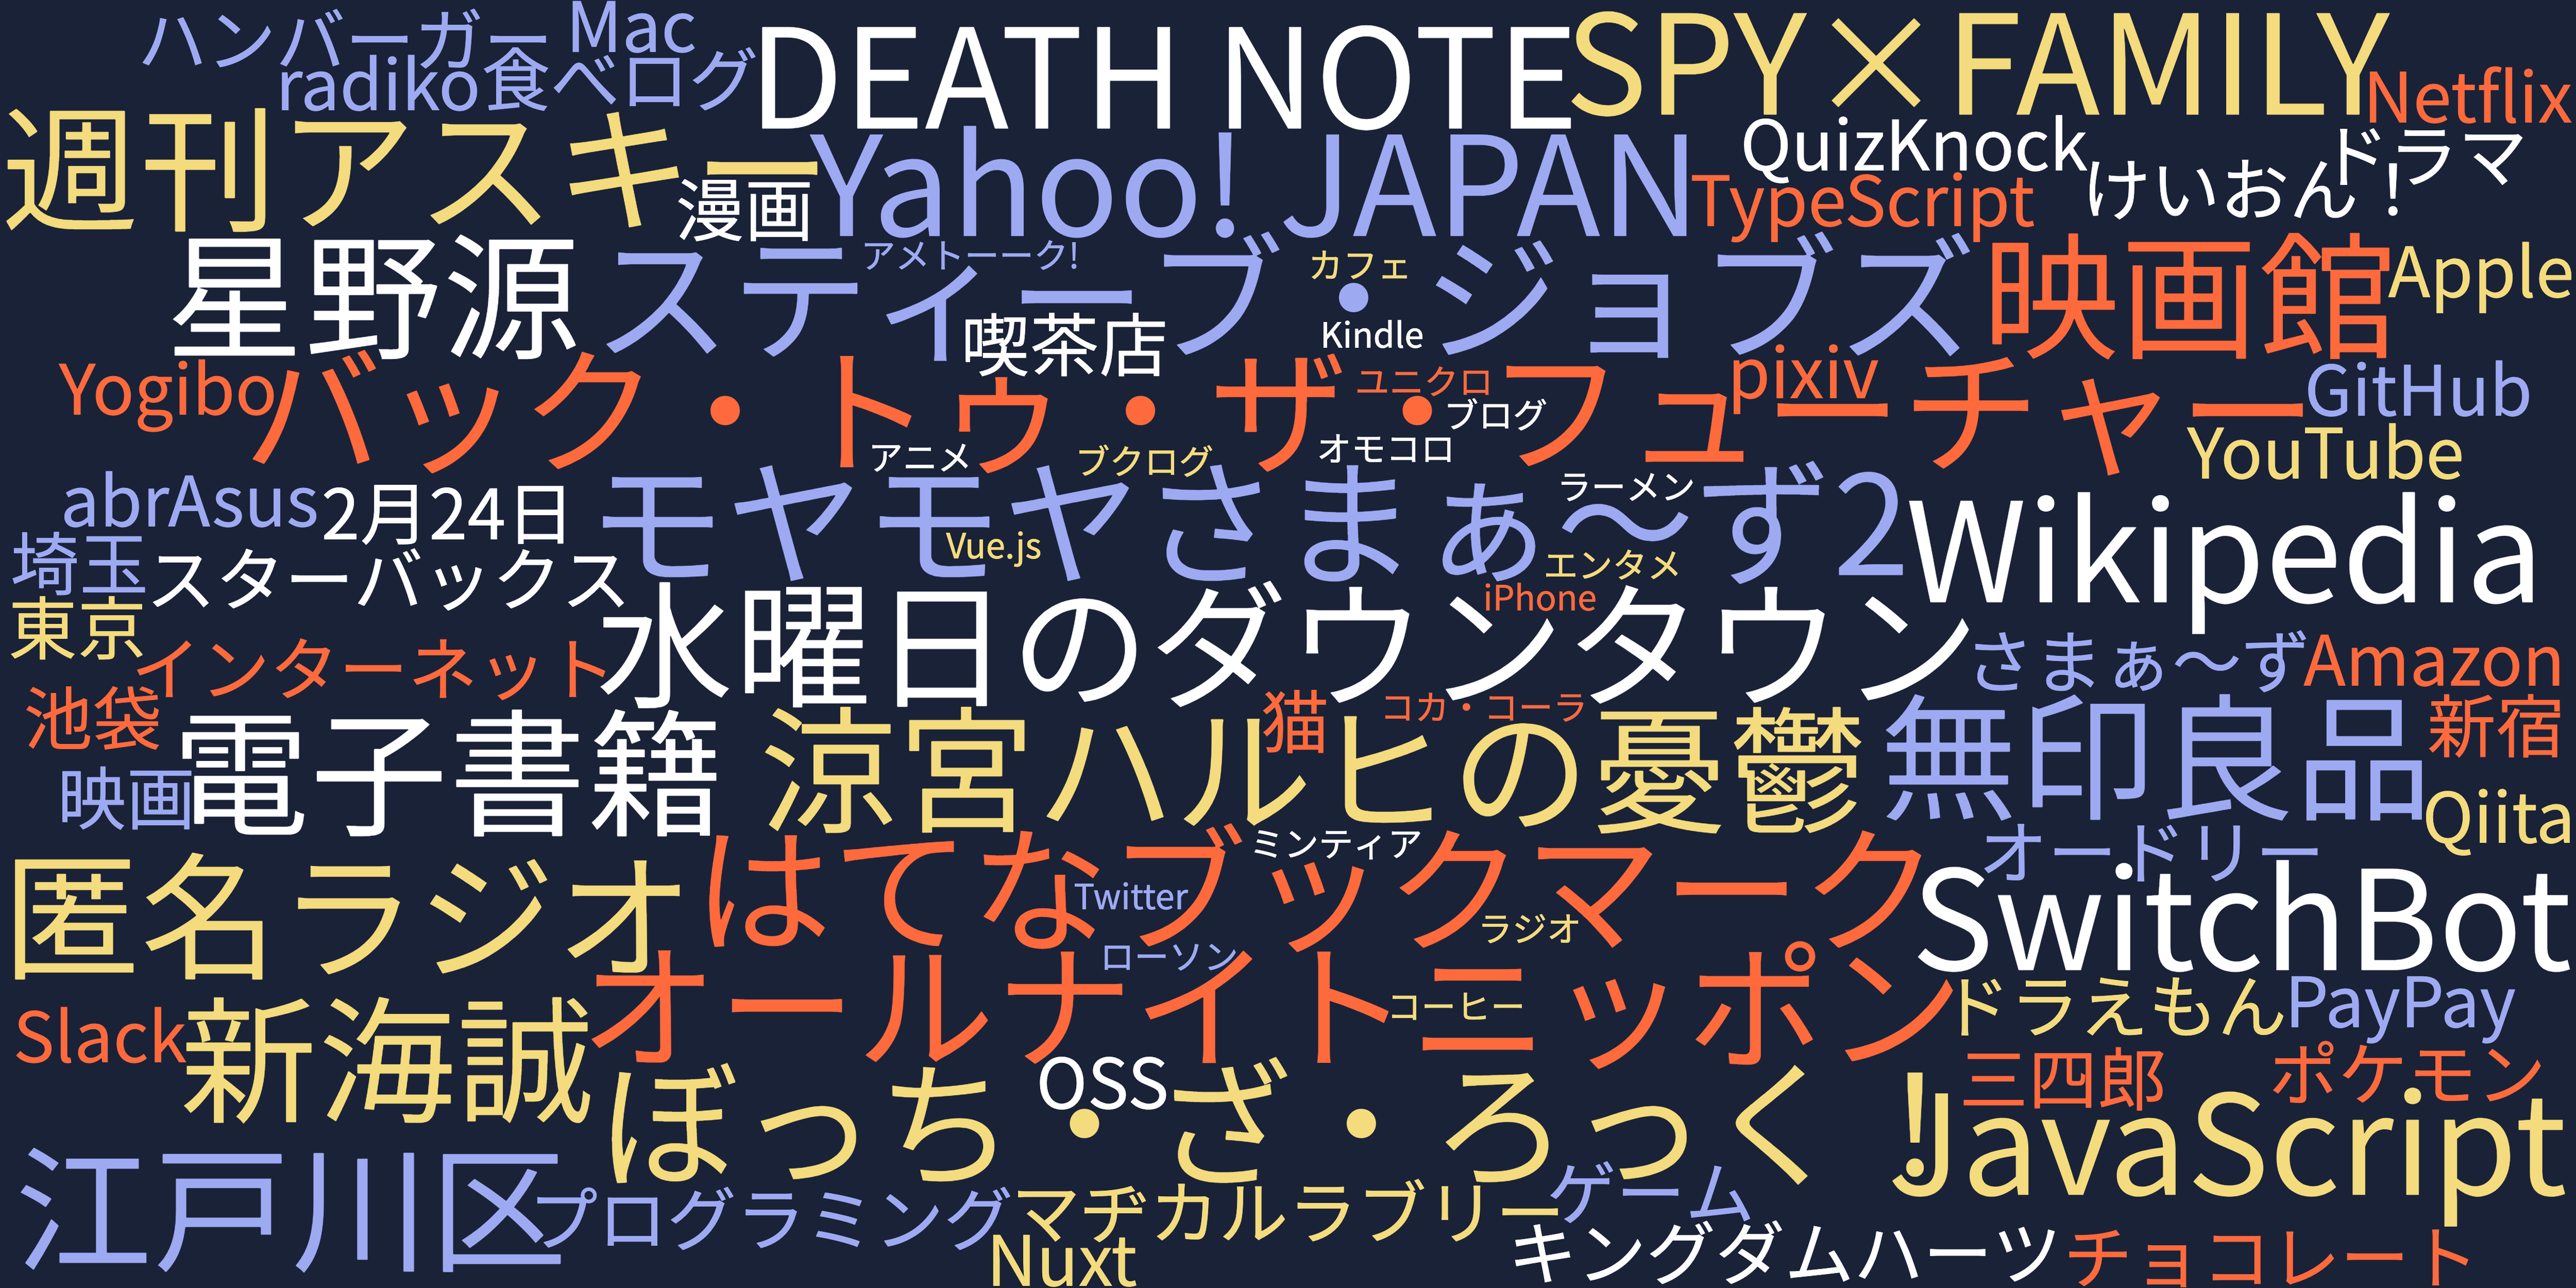 ハンバーガー
Mac
radiko
食べログ
DEATH NOTE
SPY×FAMILY
Netflix
週刊アスキー
漫画
Yahoo! JAPAN
QuizKnock
ドラマ
TypeScript
けいおん！
星野源
スティーブ・ジョブズ
アメトーーク!
カフェ
喫茶店
Kindle
映画館
Apple
Yogibo
バック・トゥ・ザ・フューチャー
ユニクロ
ブログ
pixiv
GitHub
アニメ
ブクログ
オモコロ
YouTube
abrAsus
2月24日
モヤモヤさまぁ～ず2
ラーメン
Vue.js
エンタメ
Wikipedia
埼玉
スターバックス
iPhone
東京
インターネット
水曜日のダウンタウン
さまぁ～ず
Amazon
池袋
猫
コカ・コーラ
新宿
映画
電子書籍
涼宮ハルヒの憂鬱
無印良品
Qiita
匿名ラジオ
はてなブックマーク
ミンティア
オードリー
Twitter
ラジオ
SwitchBot
オールナイトニッポン
ローソン
コーヒー
ドラえもん
PayPay
Slack
新海誠
OSS
三四郎
ポケモン
ぼっち・ざ・ろっく！
JavaScript
江戸川区
プログラミング
マヂカルラブリー
ゲーム
Nuxt
キングダムハーツ
チョコレート